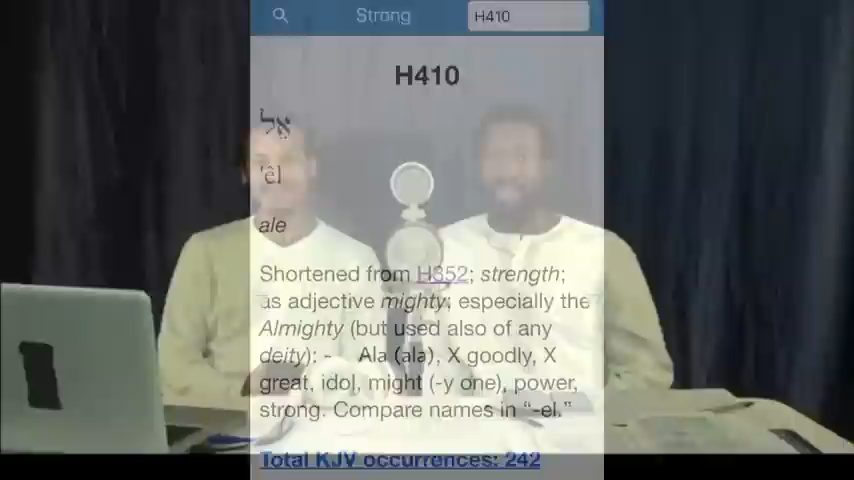 Strong
H410
H410
אֵל
'êl
ale
Shortened from H352; strength;
as adjective mighty; especially the
Almighty (but used also of any
deity): - Ala (ala), X goodly, X
great, idol, might (-y one), power,
strong. Compare names in “-el.”
Total KJV occurrences: 242